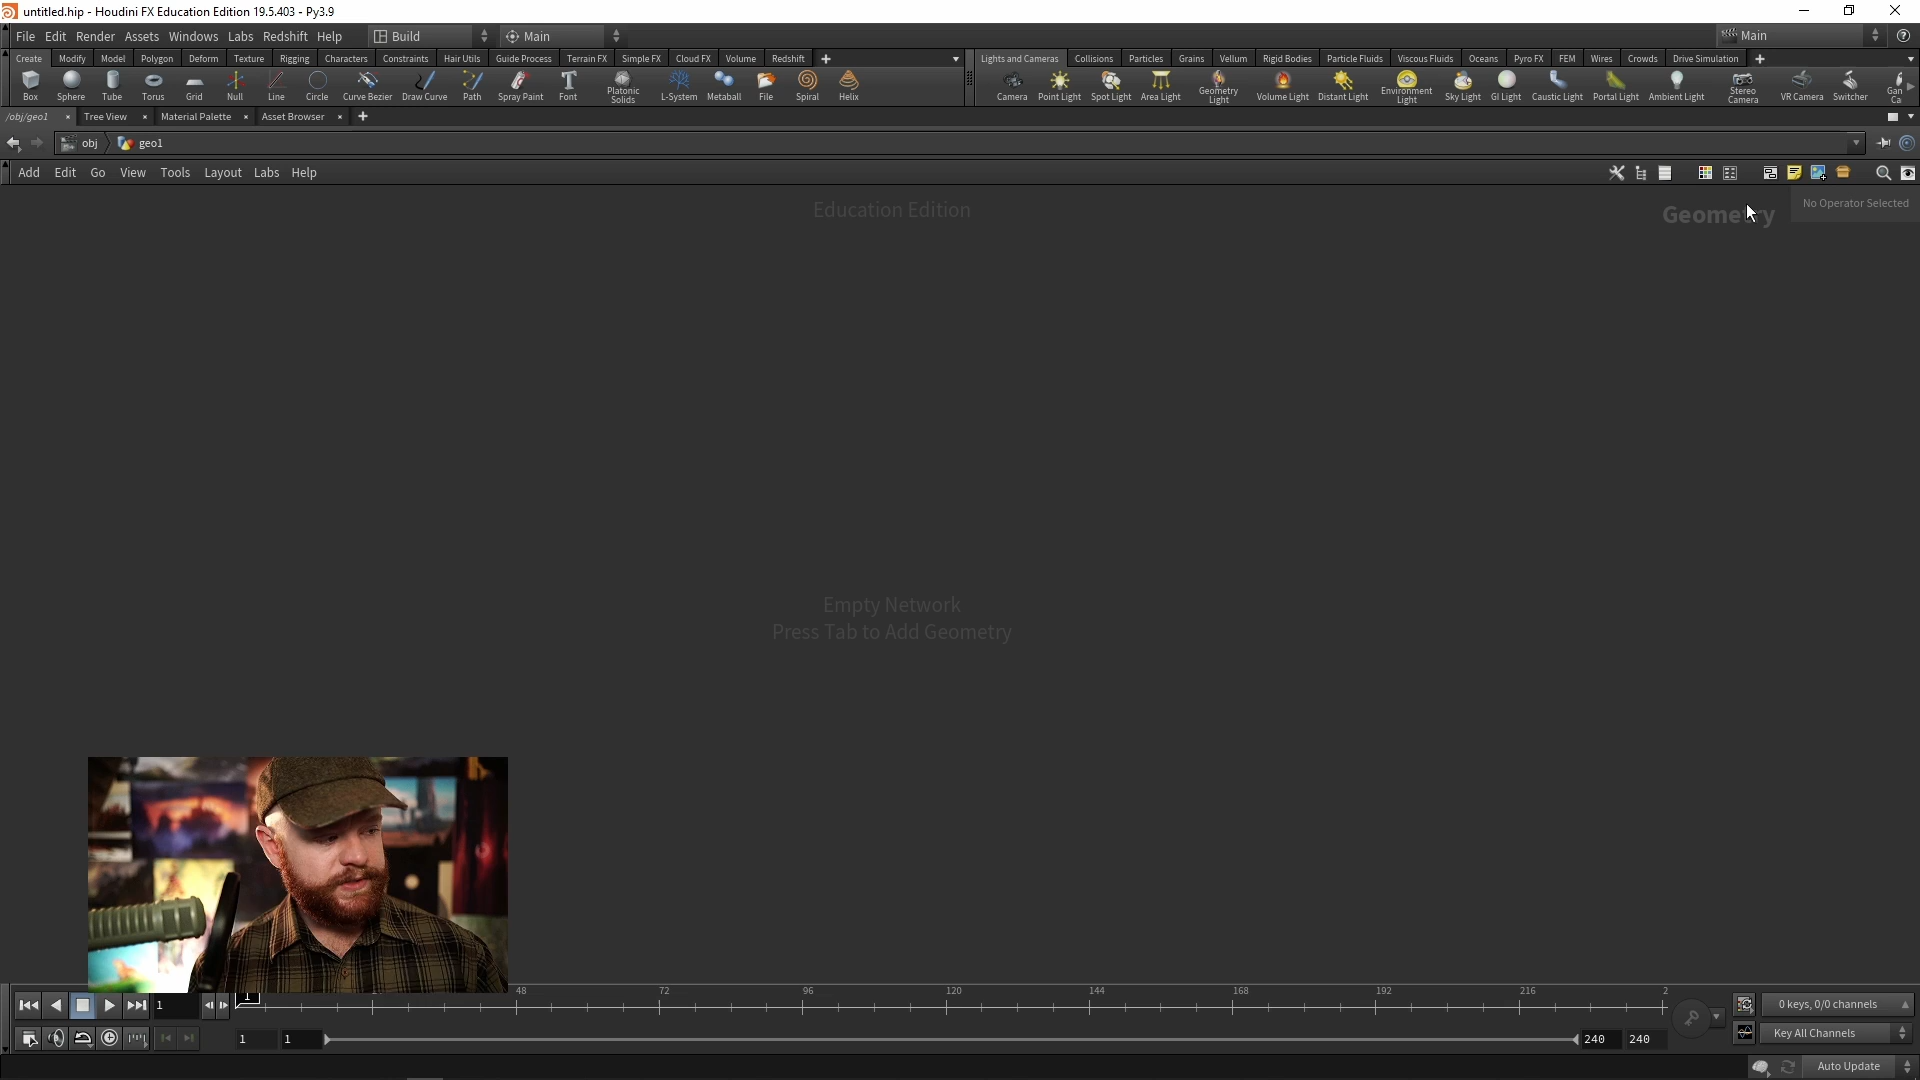 untitled.hip - Houdini FX Education Edition 19.5.403 - Py3.9
File Edit Render Assets Windows Labs Redshift Help Build Main Main
Create Modify Model Polygon Deform Texture Rigging Characters Constraints Hair Utils Guide Process Terrain FX Simple FX Cloud FX Volume Redshift
Lights and Cameras Collisions Particles Grains Vellum Rigid Bodies Particle Fluids Viscous Fluids Oceans Pyro FX FEM Wires Crowds Drive Simulation
Box Sphere Tube Torus Grid Null Line Circle Curve Bezier Draw Curve Path Spray Paint Font Platonic Solids L-System Metaball File Spiral Helix
Camera Point Light Spot Light Area Light Geometry Light Volume Light Distant Light Environment Light Sky Light GI Light Caustic Light Portal Light Ambient Light Stereo Camera VR Camera Switcher Gan Ca
/obj/geo1 Tree View Material Palette Asset Browser
obj geo1
Add Edit Go View Tools Layout Labs Help
Education Edition
Geometry
No Operator Selected
Empty Network
Press Tab to Add Geometry
1 1 48 72 96 120 144 168 192 216 2
0 keys, 0/0 channels
1 1 240 240
Key All Channels
Auto Update